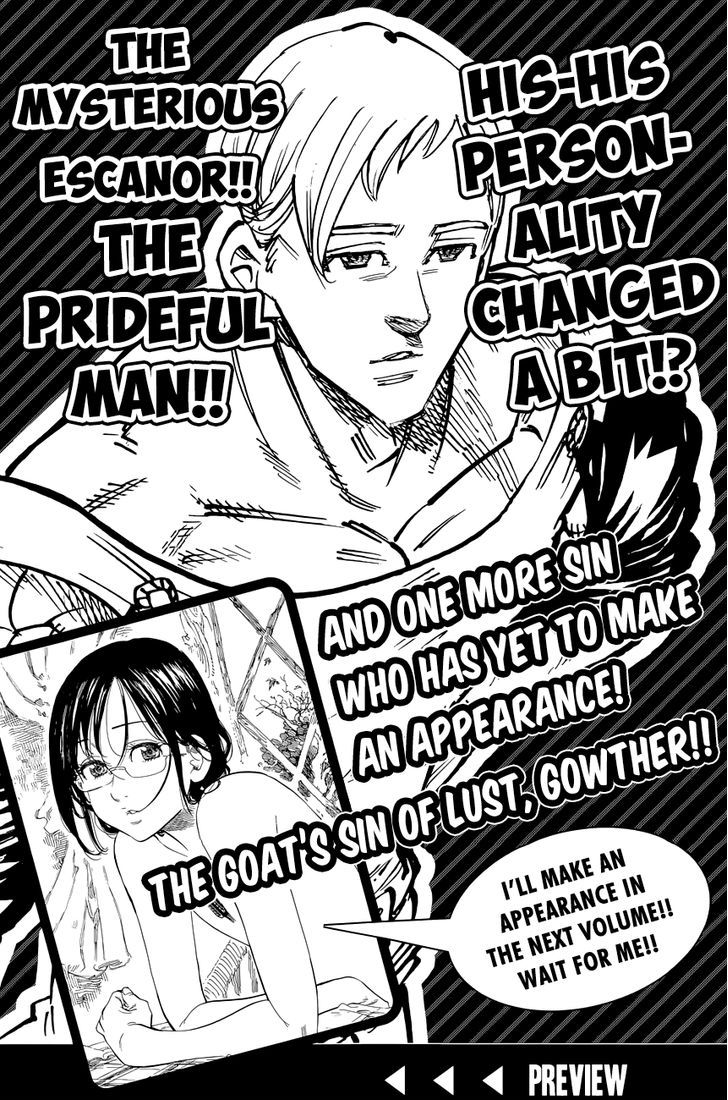 THE
MYSTERIOUS
ESCANOR!!
THE
PRIDEFUL
MAN!!
HIS-HIS
PERSON-
ALITY
CHANGED
A BIT!?
AND ONE MORE SIN
WHO HAS YET TO MAKE
AN APPEARANCE!
THE GOAT'S SIN OF LUST, GOWTHER!!
I'LL MAKE AN
APPEARANCE IN
THE NEXT VOLUME!!
WAIT FOR ME!!
PREVIEW